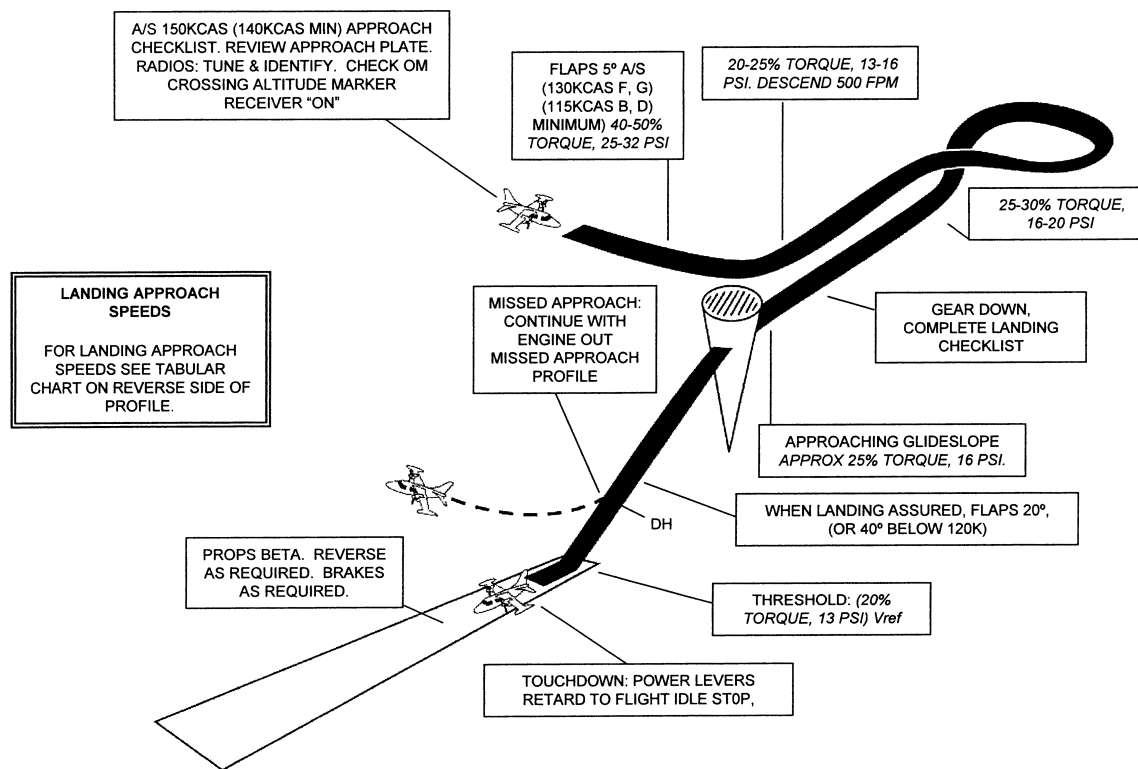 A/S 150KCAS (140KCAS MIN) APPROACH
CHECKLIST. REVIEW APPROACH PLATE.
RADIOS: TUNE & IDENTIFY. CHECK OM
CROSSING ALTITUDE MARKER
RECEIVER “ON”
FLAPS 5º A/S
(130KCAS F, G)
(115KCAS B, D)
MINIMUM) 40-50%
TORQUE, 25-32 PSI
20-25% TORQUE, 13-16
PSI. DESCEND 500 FPM
25-30% TORQUE,
16-20 PSI
LANDING APPROACH
SPEEDS
FOR LANDING APPROACH
SPEEDS SEE TABULAR
CHART ON REVERSE SIDE OF
PROFILE.
MISSED APPROACH:
CONTINUE WITH
ENGINE OUT
MISSED APPROACH
PROFILE
GEAR DOWN,
COMPLETE LANDING
CHECKLIST
APPROACHING GLIDESLOPE
APPROX 25% TORQUE, 16 PSI.
WHEN LANDING ASSURED, FLAPS 20º,
(OR 40º BELOW 120K)
DH
PROPS BETA. REVERSE
AS REQUIRED. BRAKES
AS REQUIRED.
THRESHOLD: (20%
TORQUE, 13 PSI) Vref
TOUCHDOWN: POWER LEVERS
RETARD TO FLIGHT IDLE ST0P,